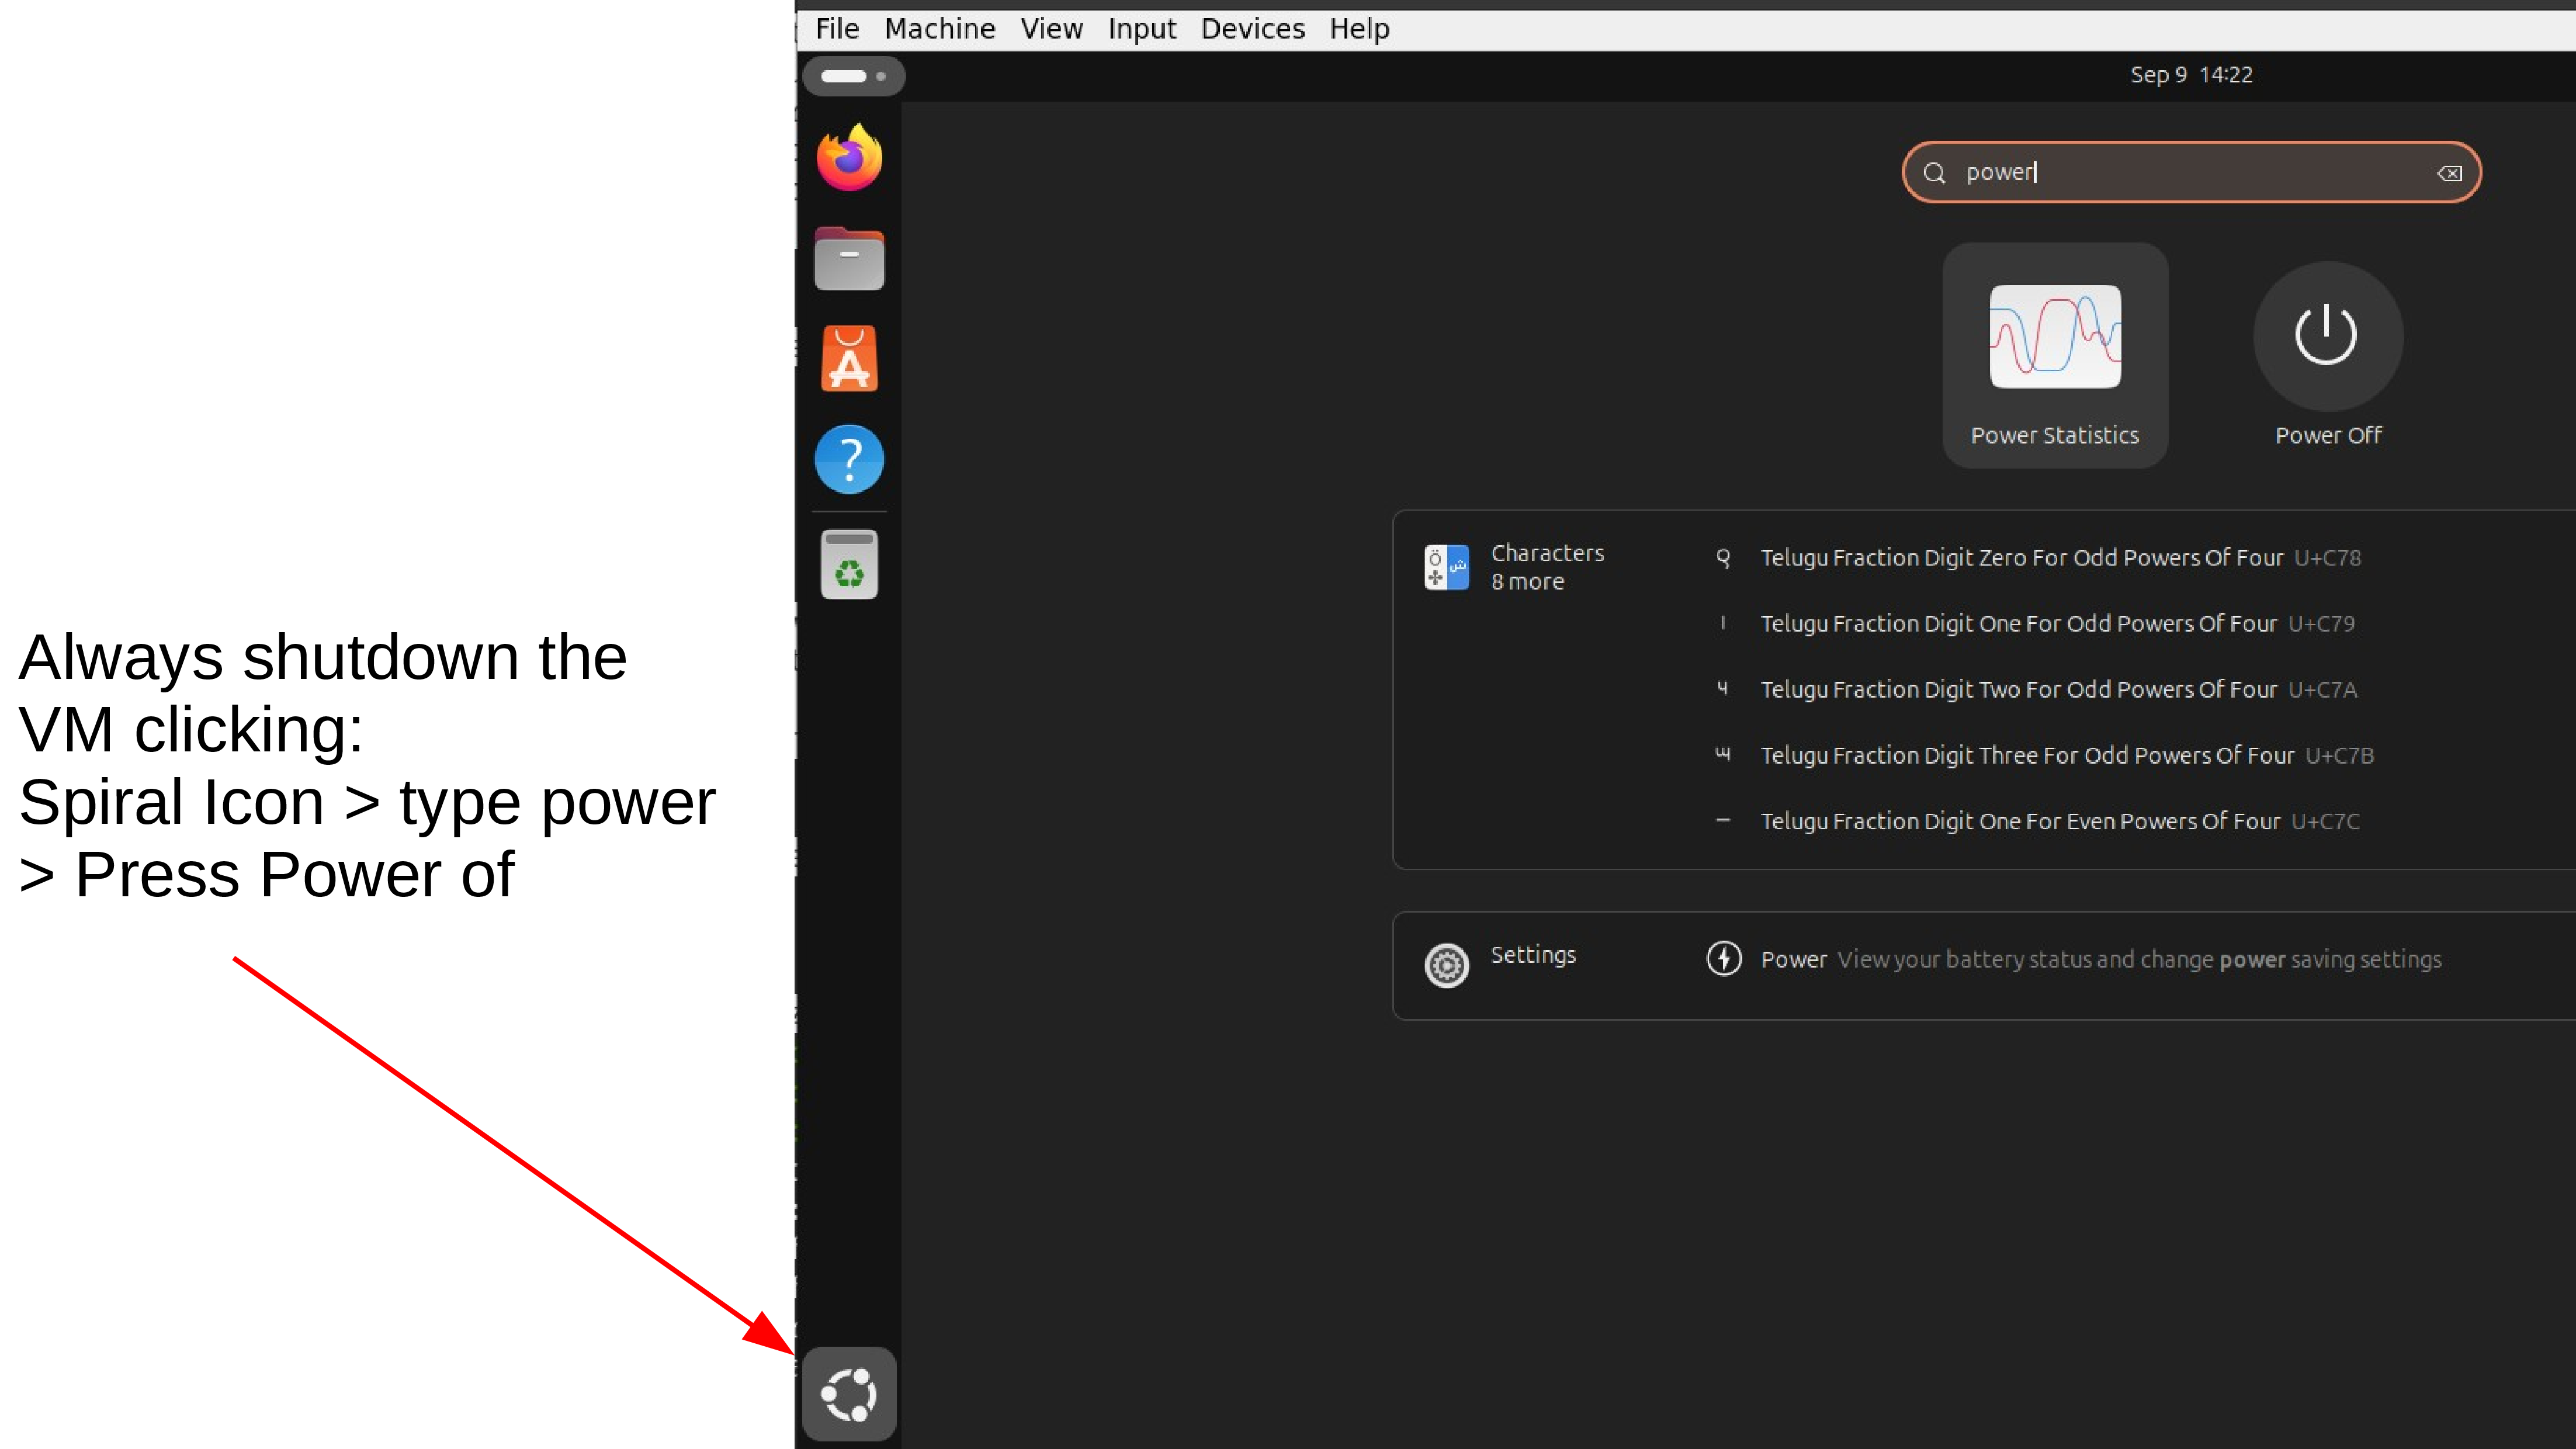 File Machine View Input Devices Help
Sep 9 14:22
power
Power Statistics
Power Off
Characters
8 more
Telugu Fraction Digit Zero For Odd Powers Of Four U+C78
Telugu Fraction Digit One For Odd Powers Of Four U+C79
Telugu Fraction Digit Two For Odd Powers Of Four U+C7A
Telugu Fraction Digit Three For Odd Powers Of Four U+C7B
Telugu Fraction Digit One For Even Powers Of Four U+C7C
Settings
Power View your battery status and change power saving settings
Always shutdown the
VM clicking:
Spiral Icon > type power
> Press Power of